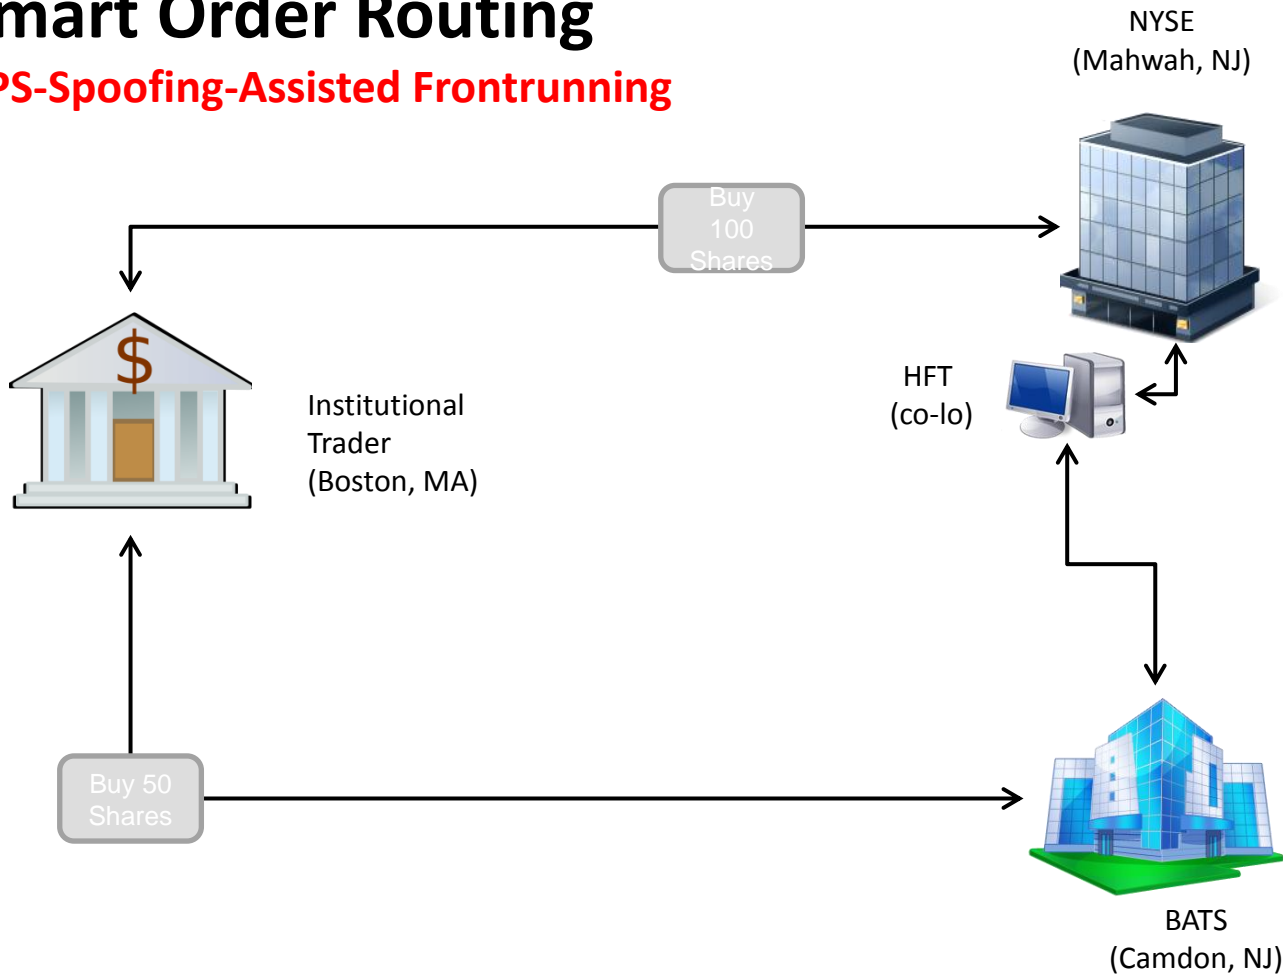 mart Order Routing
PS-Spoofing-Assisted Frontrunning
NYSE
(Mahwah, NJ)
Buy
100
Shares
$
HFT
(co-lo)
Institutional
Trader
(Boston, MA)
Buy 50
Shares
BATS
(Camdon, NJ)